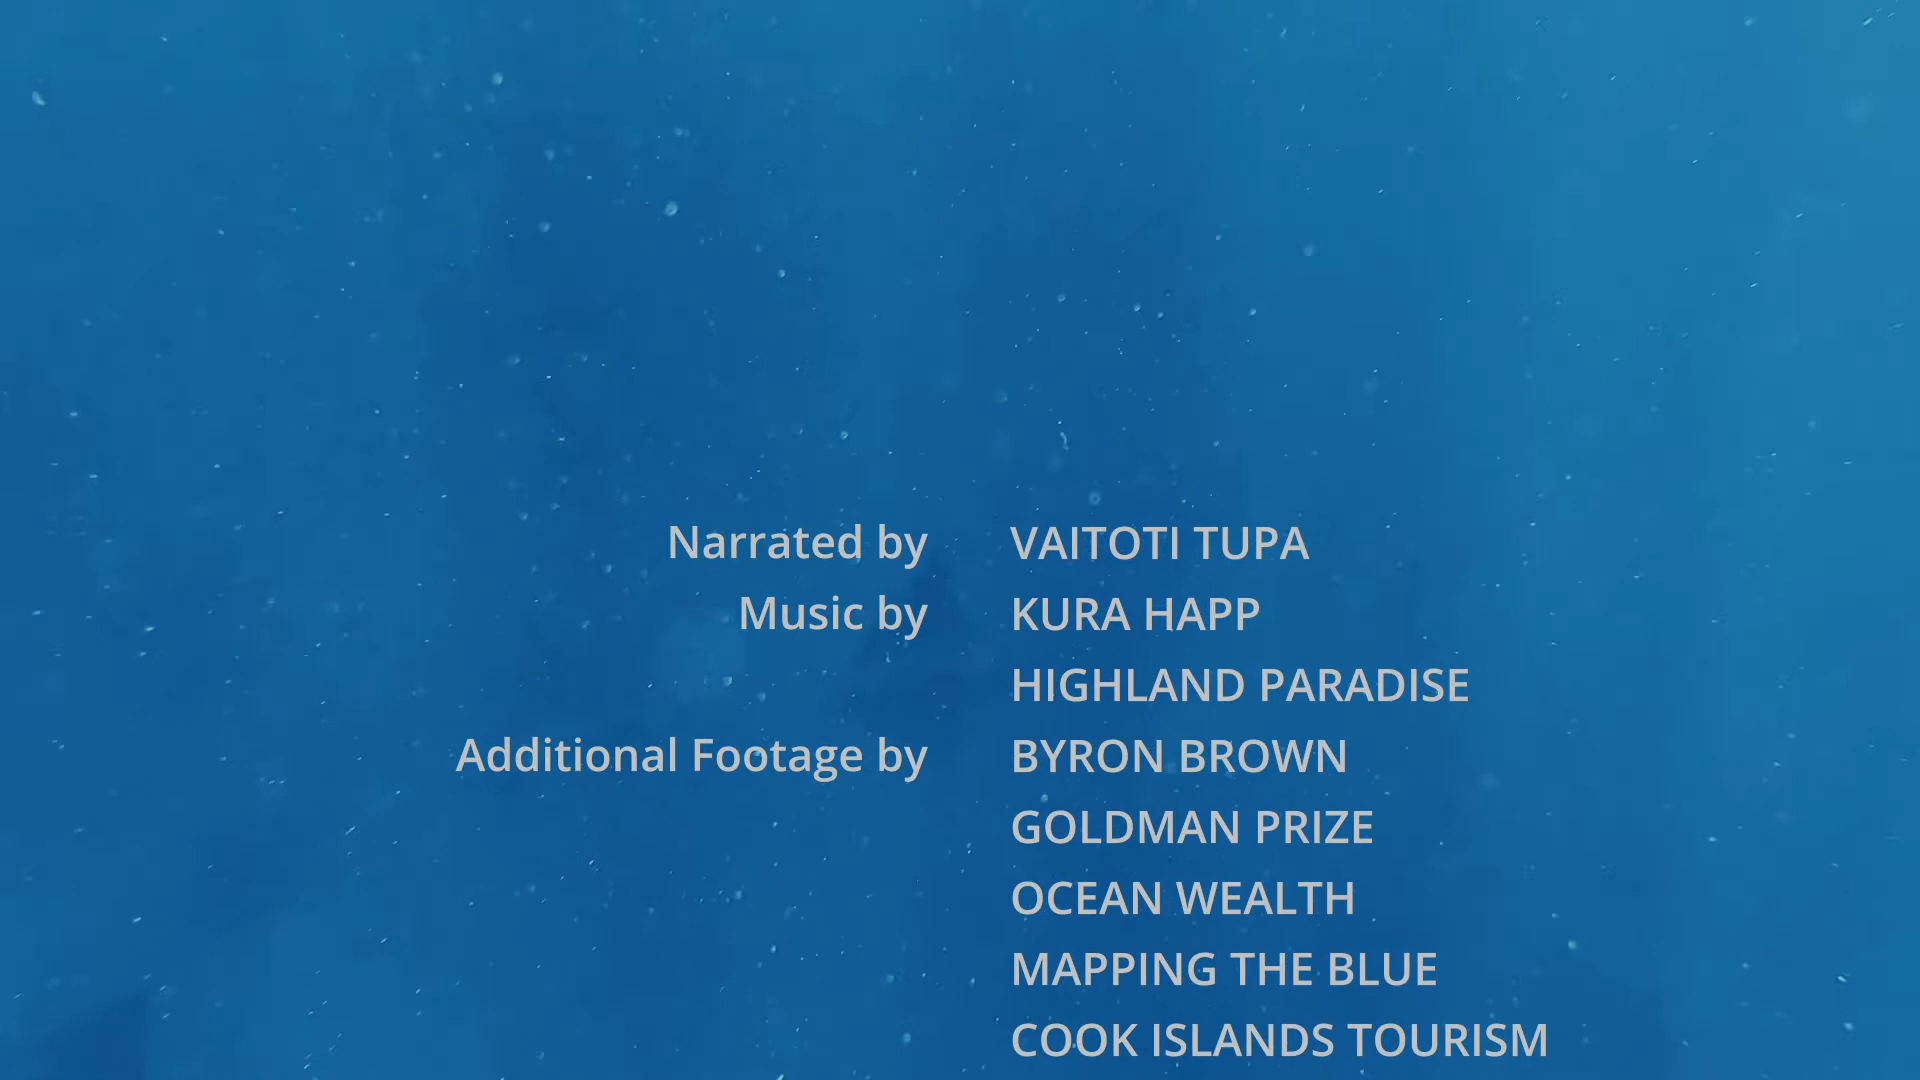 Narrated by VAITOTI TUPA
Music by KURA HAPP
HIGHLAND PARADISE
Additional Footage by BYRON BROWN
GOLDMAN PRIZE
OCEAN WEALTH
MAPPING THE BLUE
COOK ISLANDS TOURISM